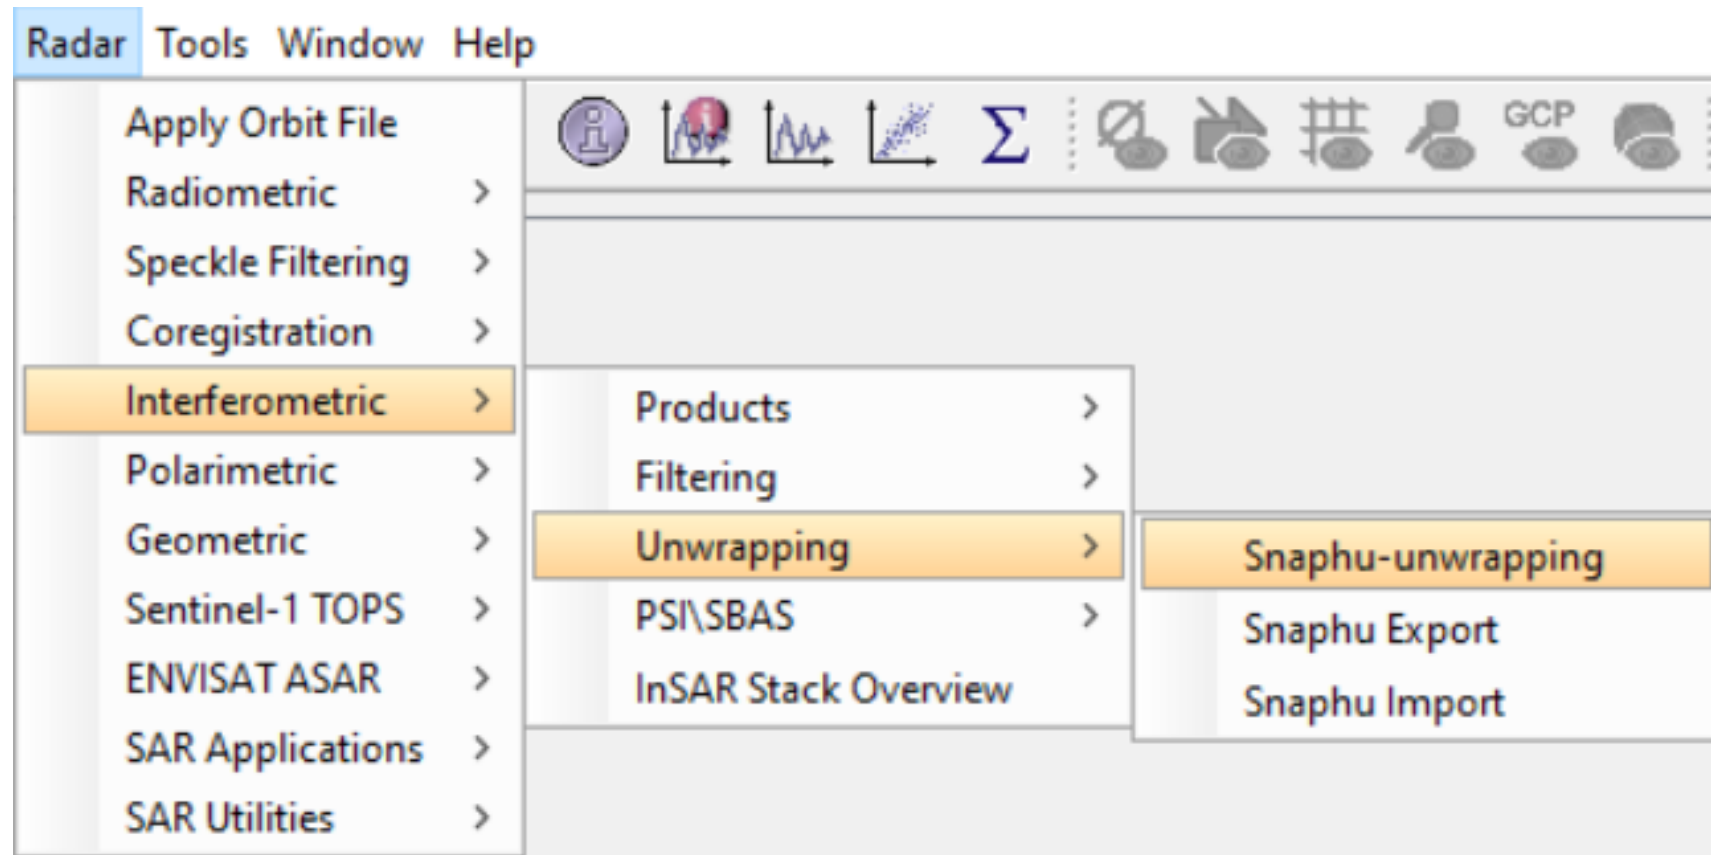 Radar Tools Window Help
GCP
Apply Orbit File
Radiometric
Speckle Filtering
Coregistration
Interferometric
Polarimetric
Geometric
Sentinel-1 TOPS
ENVISAT ASAR
SAR Applications
SAR Utilities
Products
Filtering
Unwrapping
PSI\SBAS
InSAR Stack Overview
Snaphu-unwrapping
Snaphu Export
Snaphu Import